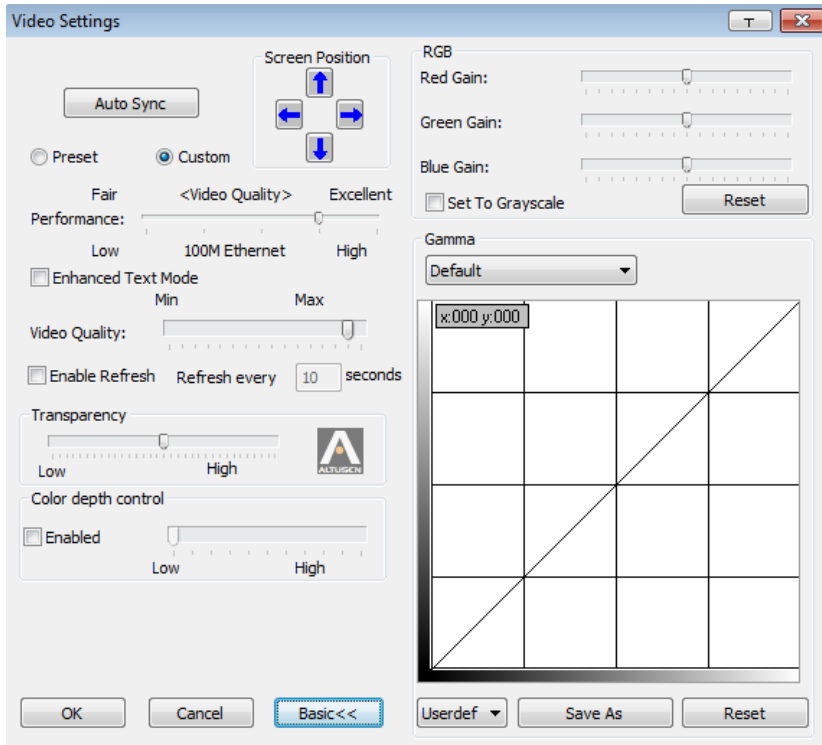 Video Settings
T
Screen Position
Auto Sync
Preset
Custom
Fair <Video Quality> Excellent
Performance:
Low 100M Ethernet High
Enhanced Text Mode
Min Max
Video Quality:
Enable Refresh Refresh every 10 seconds
Transparency
Low High
ALTUSEN
Color depth control
Enabled
Low High
OK Cancel Basic<<
RGB
Red Gain:
Green Gain:
Blue Gain:
Set To Grayscale Reset
Gamma
Default
x:000 y:000
Userdef Save As Reset